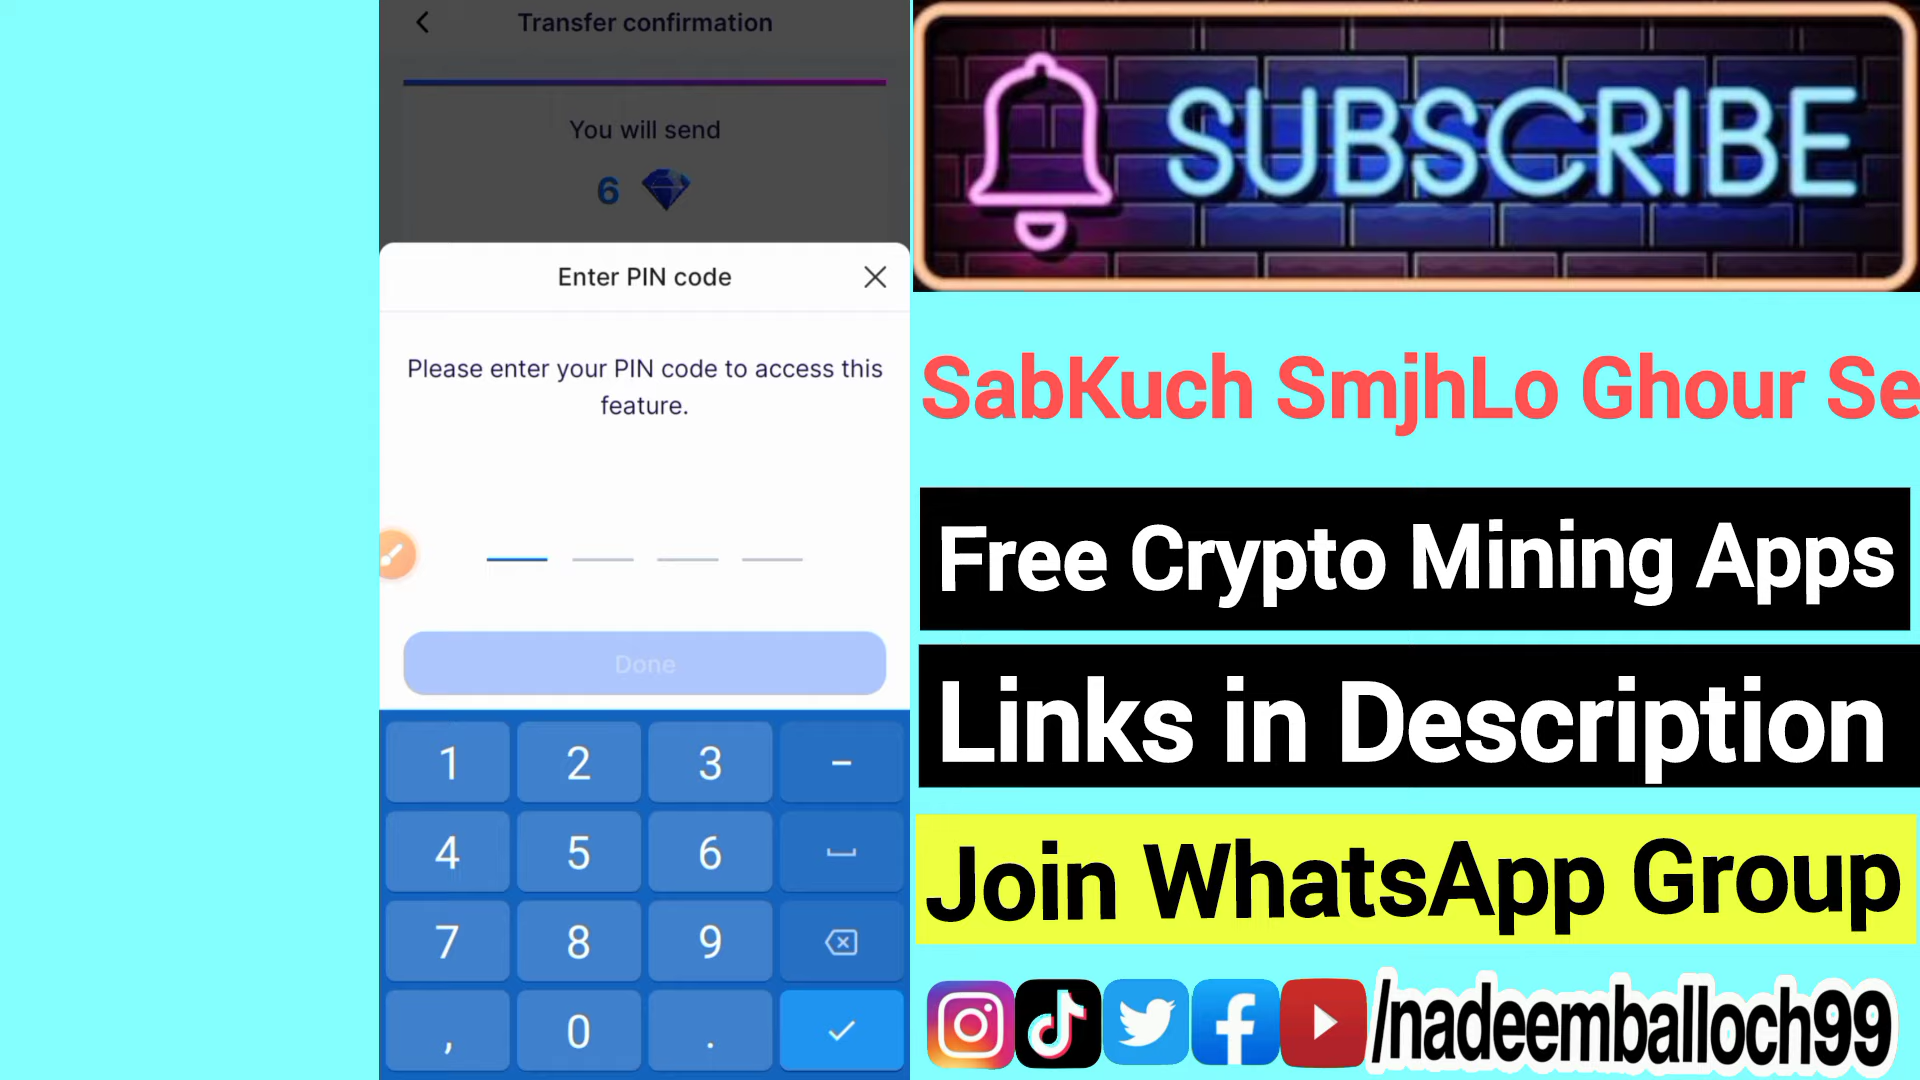 Transfer confirmation
You will send
6
Enter PIN code
Please enter your PIN code to access this
feature.
Done
1 2 3 –
4 5 6
7 8 9
, 0 .
SUBSCRIBE
SabKuch SmjhLo Ghour Se
Free Crypto Mining Apps
Links in Description
Join WhatsApp Group
/nadeemballoch99